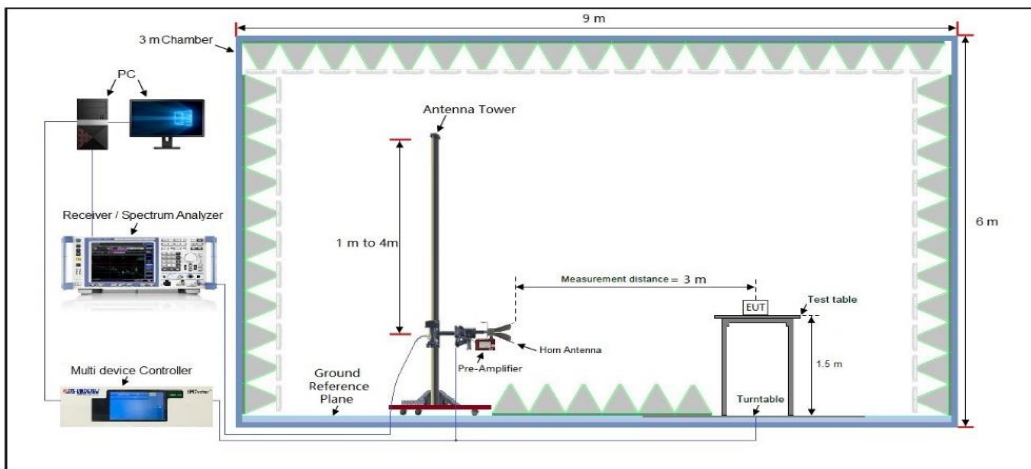 9 m
3 m Chamber
PC
Antenna Tower
Receiver / Spectrum Analyzer
1 m to 4m
6 m
Measurement distance = 3 m
EUT
Test table
Horn Antenna
Pre-Amplifier
1.5 m
Multi device Controller
Ground
Reference
Plane
Turntable